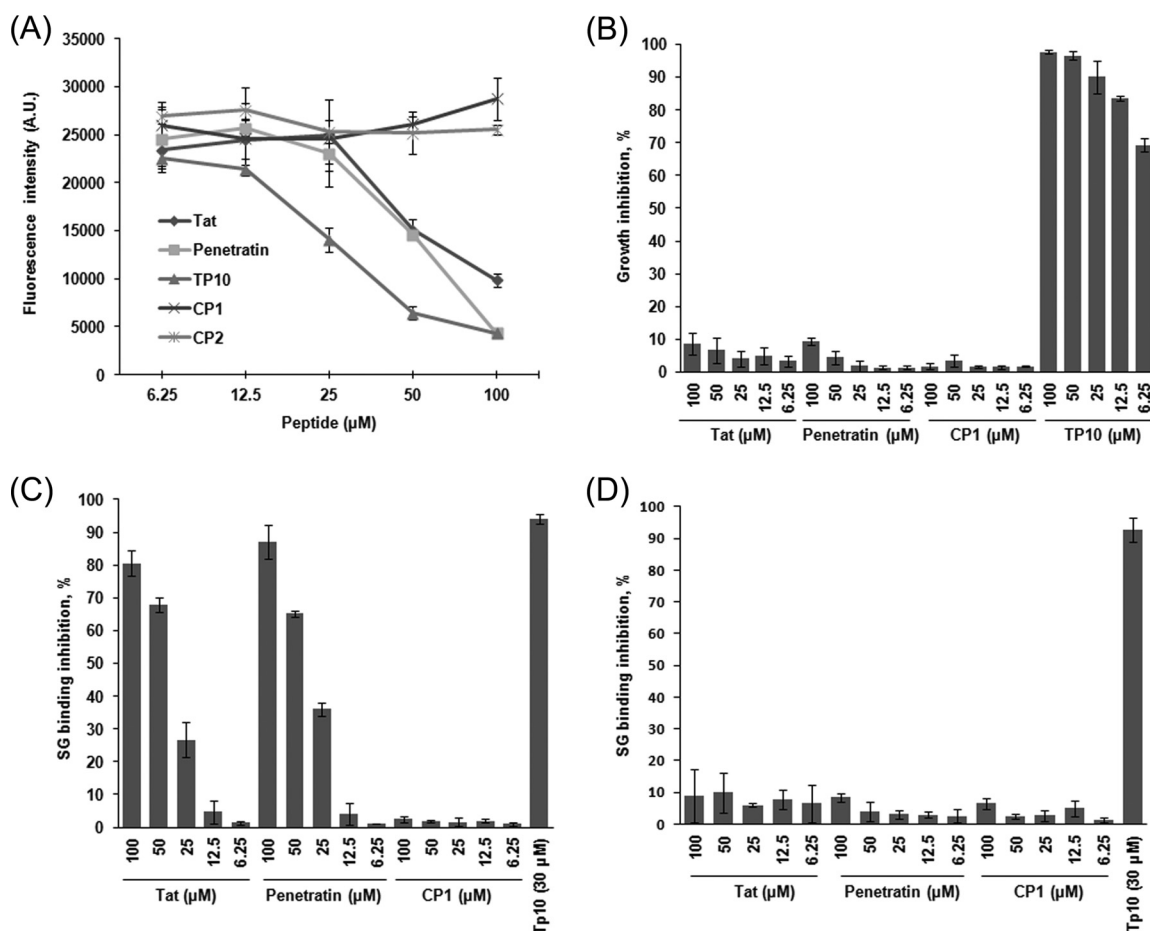 (A)
35000
30000
25000
20000
15000
10000
5000
0
Fluorescence intensity (A.U.)
Tat
Penetratin
TP10
CP1
CP2
6.25 12.5 25 50 100
Peptide (µM)
(B)
100
90
80
70
60
50
40
30
20
10
0
Growth inhibition, %
100 50 25 12.5 6.25 100 50 25 12.5 6.25 100 50 25 12.5 6.25 100 50 25 12.5 6.25
Tat (µM) Penetratin (µM) CP1 (µM) TP10 (µM)
(C)
100
90
80
70
60
50
40
30
20
10
0
SG binding inhibition, %
100 50 25 12.5 6.25 100 50 25 12.5 6.25 100 50 25 12.5 6.25 Tp10 (30 µM)
Tat (µM) Penetratin (µM) CP1 (µM)
(D)
100
90
80
70
60
50
40
30
20
10
0
SG binding inhibition, %
100 50 25 12.5 6.25 100 50 25 12.5 6.25 100 50 25 12.5 6.25 Tp10 (30 µM)
Tat (µM) Penetratin (µM) CP1 (µM)